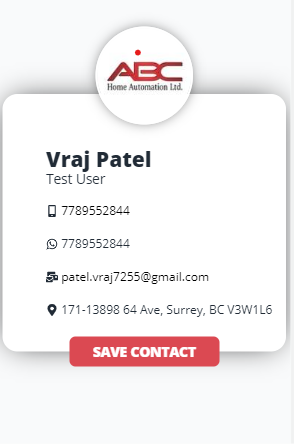 ABC
Home Automation Ltd.
Vraj Patel
Test User
7789552844
7789552844
patel.vraj7255@gmail.com
171-13898 64 Ave, Surrey, BC V3W1L6
SAVE CONTACT